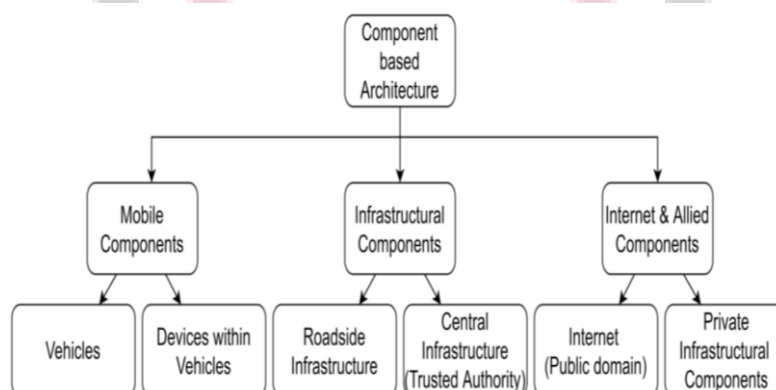 Component
based
Architecture
Mobile
Components
Infrastructural
Components
Internet & Allied
Components
Vehicles
Devices within
Vehicles
Roadside
Infrastructure
Central
Infrastructure
(Trusted Authority)
Internet
(Public domain)
Private
Infrastructural
Components